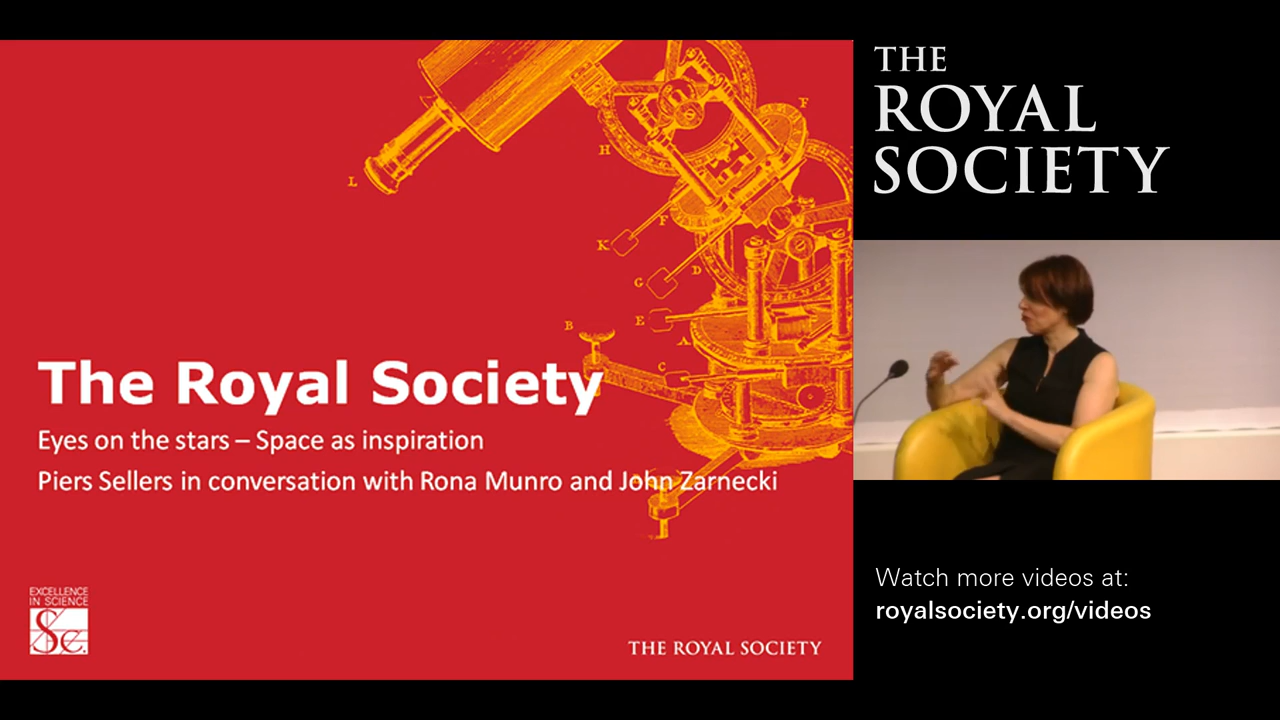 The Royal Society
Eyes on the stars – Space as inspiration
Piers Sellers in conversation with Rona Munro and John Zarnecki
L
H
F
K
F
G
D
E
B
A
C
EXCELLENCE
IN SCIENCE
THE ROYAL SOCIETY
THE
ROYAL
SOCIETY
Watch more videos at:
royalsociety.org/videos